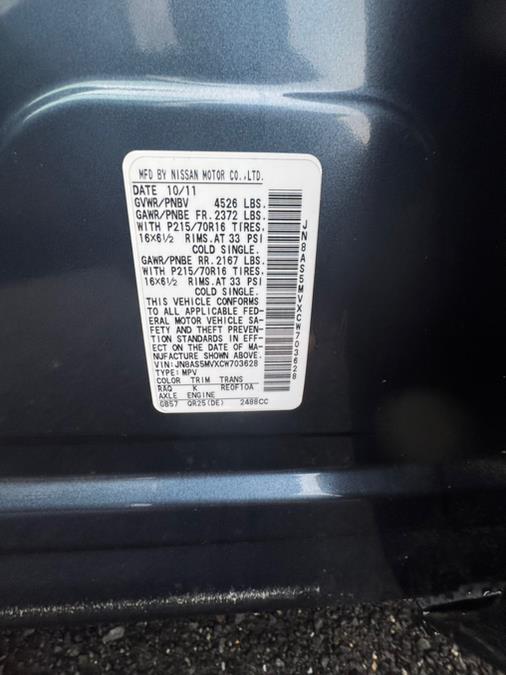 MFD BY NISSAN MOTOR CO.,LTD.
DATE 10/11
GVWR/PNBV 4526 LBS.
GAWR/PNBE FR. 2372 LBS.
WITH P215/70R16 TIRES,
16X6½ RIMS, AT 33 PSI
COLD SINGLE.
GAWR/PNBE RR. 2167 LBS.
WITH P215/70R16 TIRES,
16X6½ RIMS, AT 33 PSI
COLD SINGLE.
THIS VEHICLE CONFORMS
TO ALL APPLICABLE FED-
ERAL MOTOR VEHICLE SA-
FETY AND THEFT PREVEN-
TION STANDARDS IN EFF-
ECT ON THE DATE OF MA-
NUFACTURE SHOWN ABOVE.
VIN: JN8AS5MVXCW703628
TYPE: MPV
COLOR TRIM TRANS
RAQ K RE0F10A
AXLE ENGINE
GB57 QR25(DE) 2488CC
JN8AS5MVXCW703628